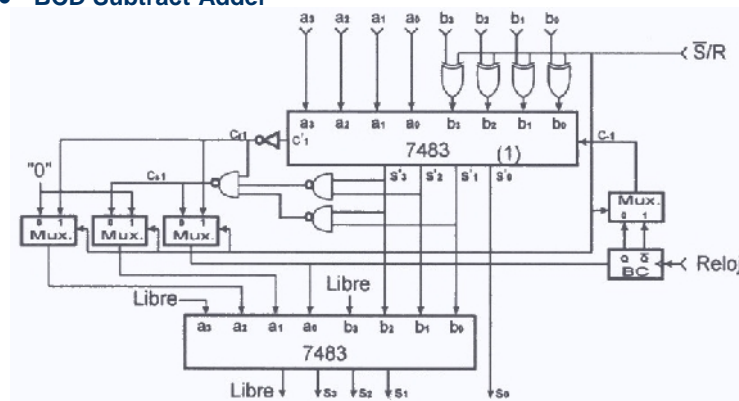 BCD Subtract-Adder
a3 a2 a1 a0 b3 b2 b1 b0
S̅/R
a3 a2 a1 a0 b3 b2 b1 b0
7483 (1)
C'1
Cr1
C-1
S'3 S'2 S'1 S'0
"0"
Cs1
0 1
Mux.
0 1
Mux.
0 1
Mux.
Mux.
0 1
Q Q̅
BC
Reloj
Libre
Libre
a3 a2 a1 a0 b3 b2 b1 b0
7483
Libre
S3 S2 S1 S0